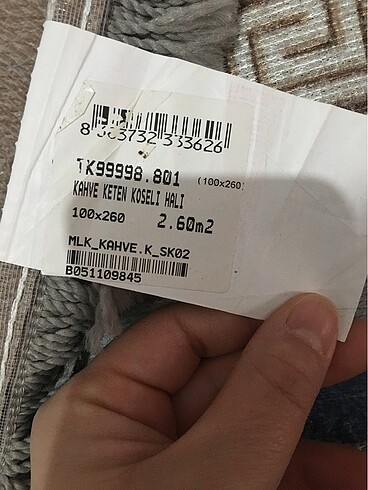 TK99998.801 (100x260)
KAHVE KETEN KOSELI HALI
100x260 2.60m2
MLK_KAHVE.K_SK02
B051109845